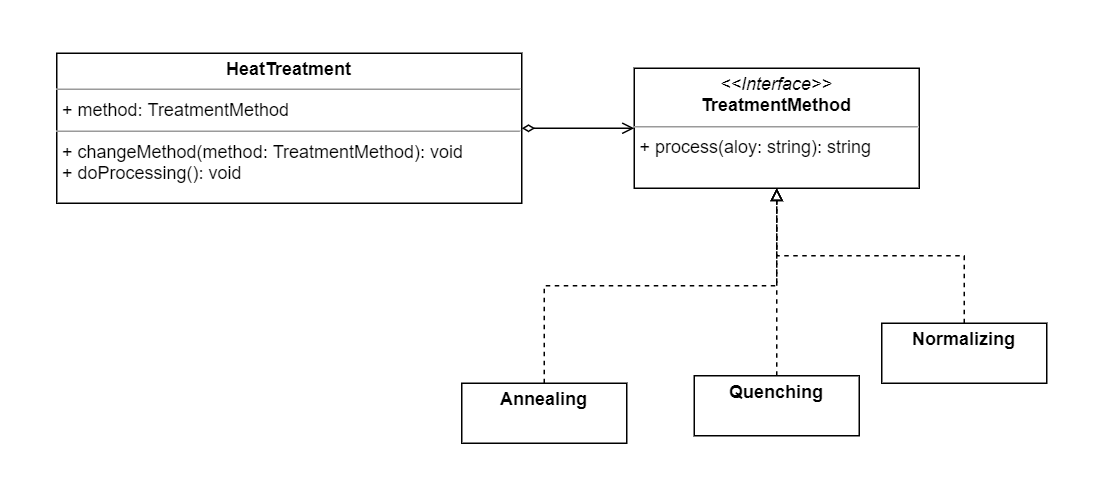 HeatTreatment
+ method: TreatmentMethod
+ changeMethod(method: TreatmentMethod): void
+ doProcessing(): void
<<Interface>>
TreatmentMethod
+ process(aloy: string): string
Normalizing
Quenching
Annealing